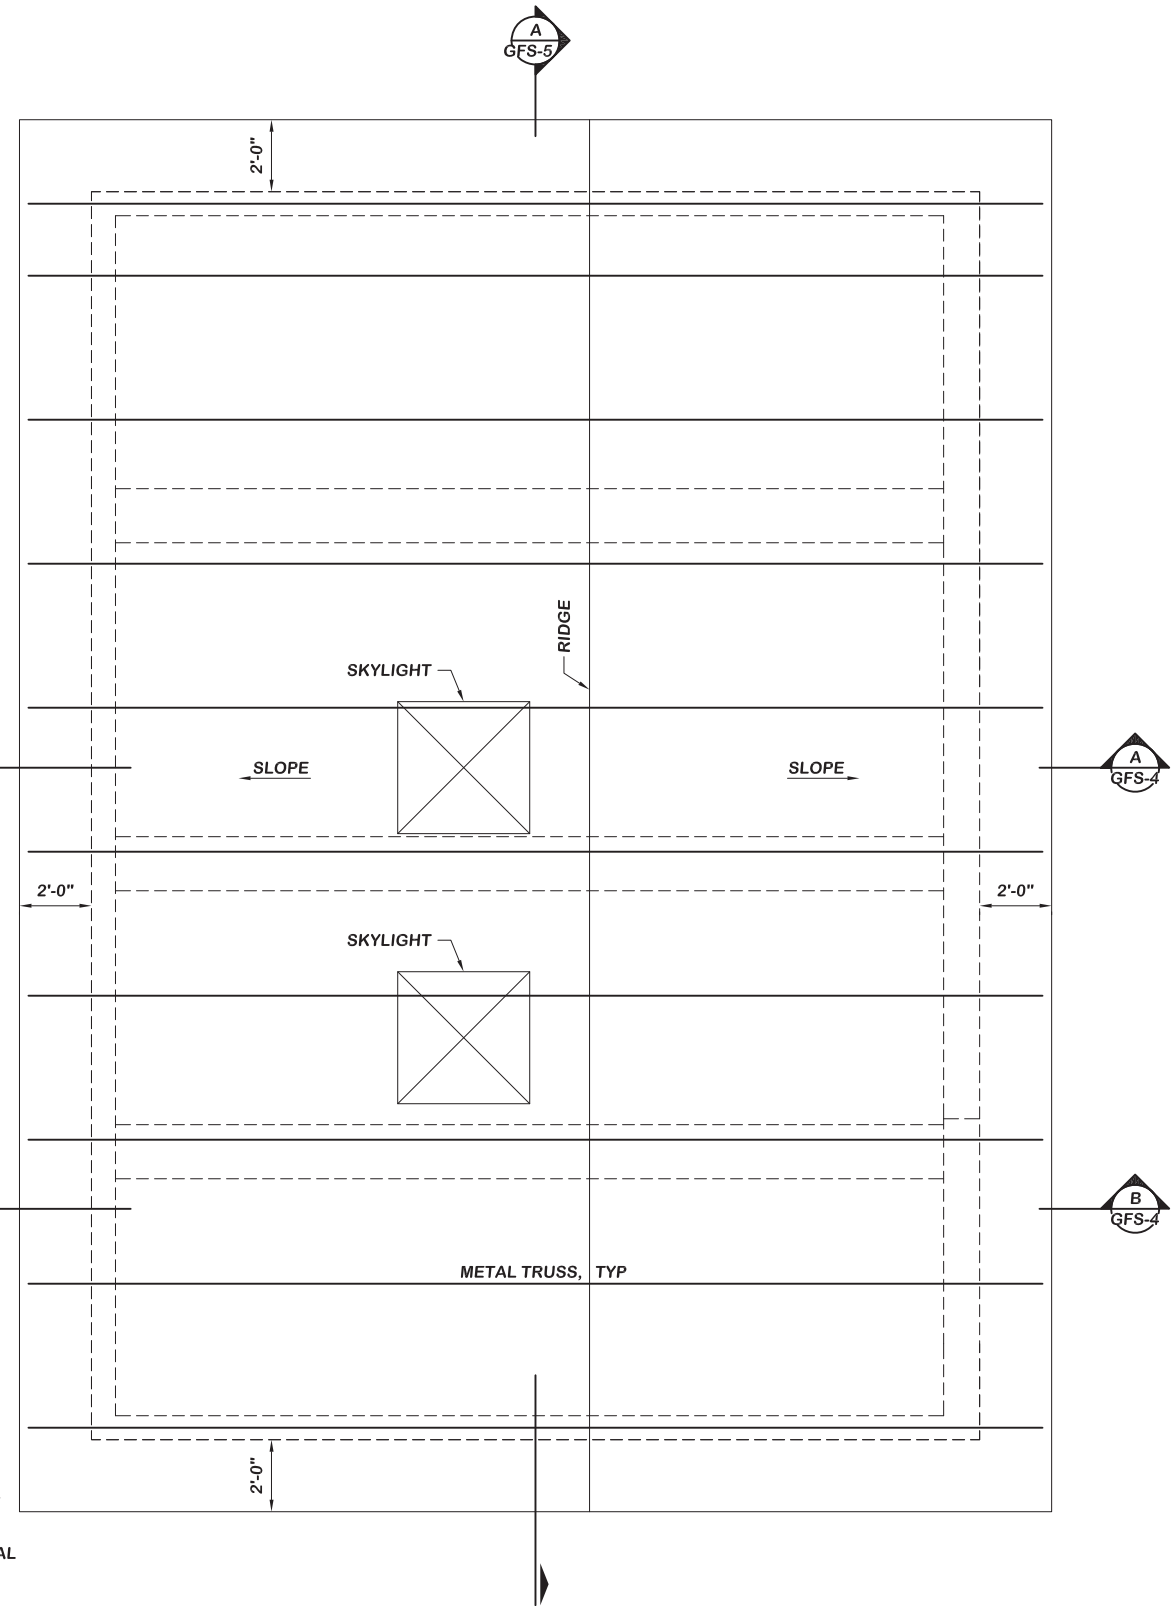 A
GFS-5
2'-0"
RIDGE
SKYLIGHT
SLOPE
SLOPE
A
GFS-4
2'-0"
2'-0"
SKYLIGHT
B
GFS-4
METAL TRUSS, TYP
2'-0"
AL